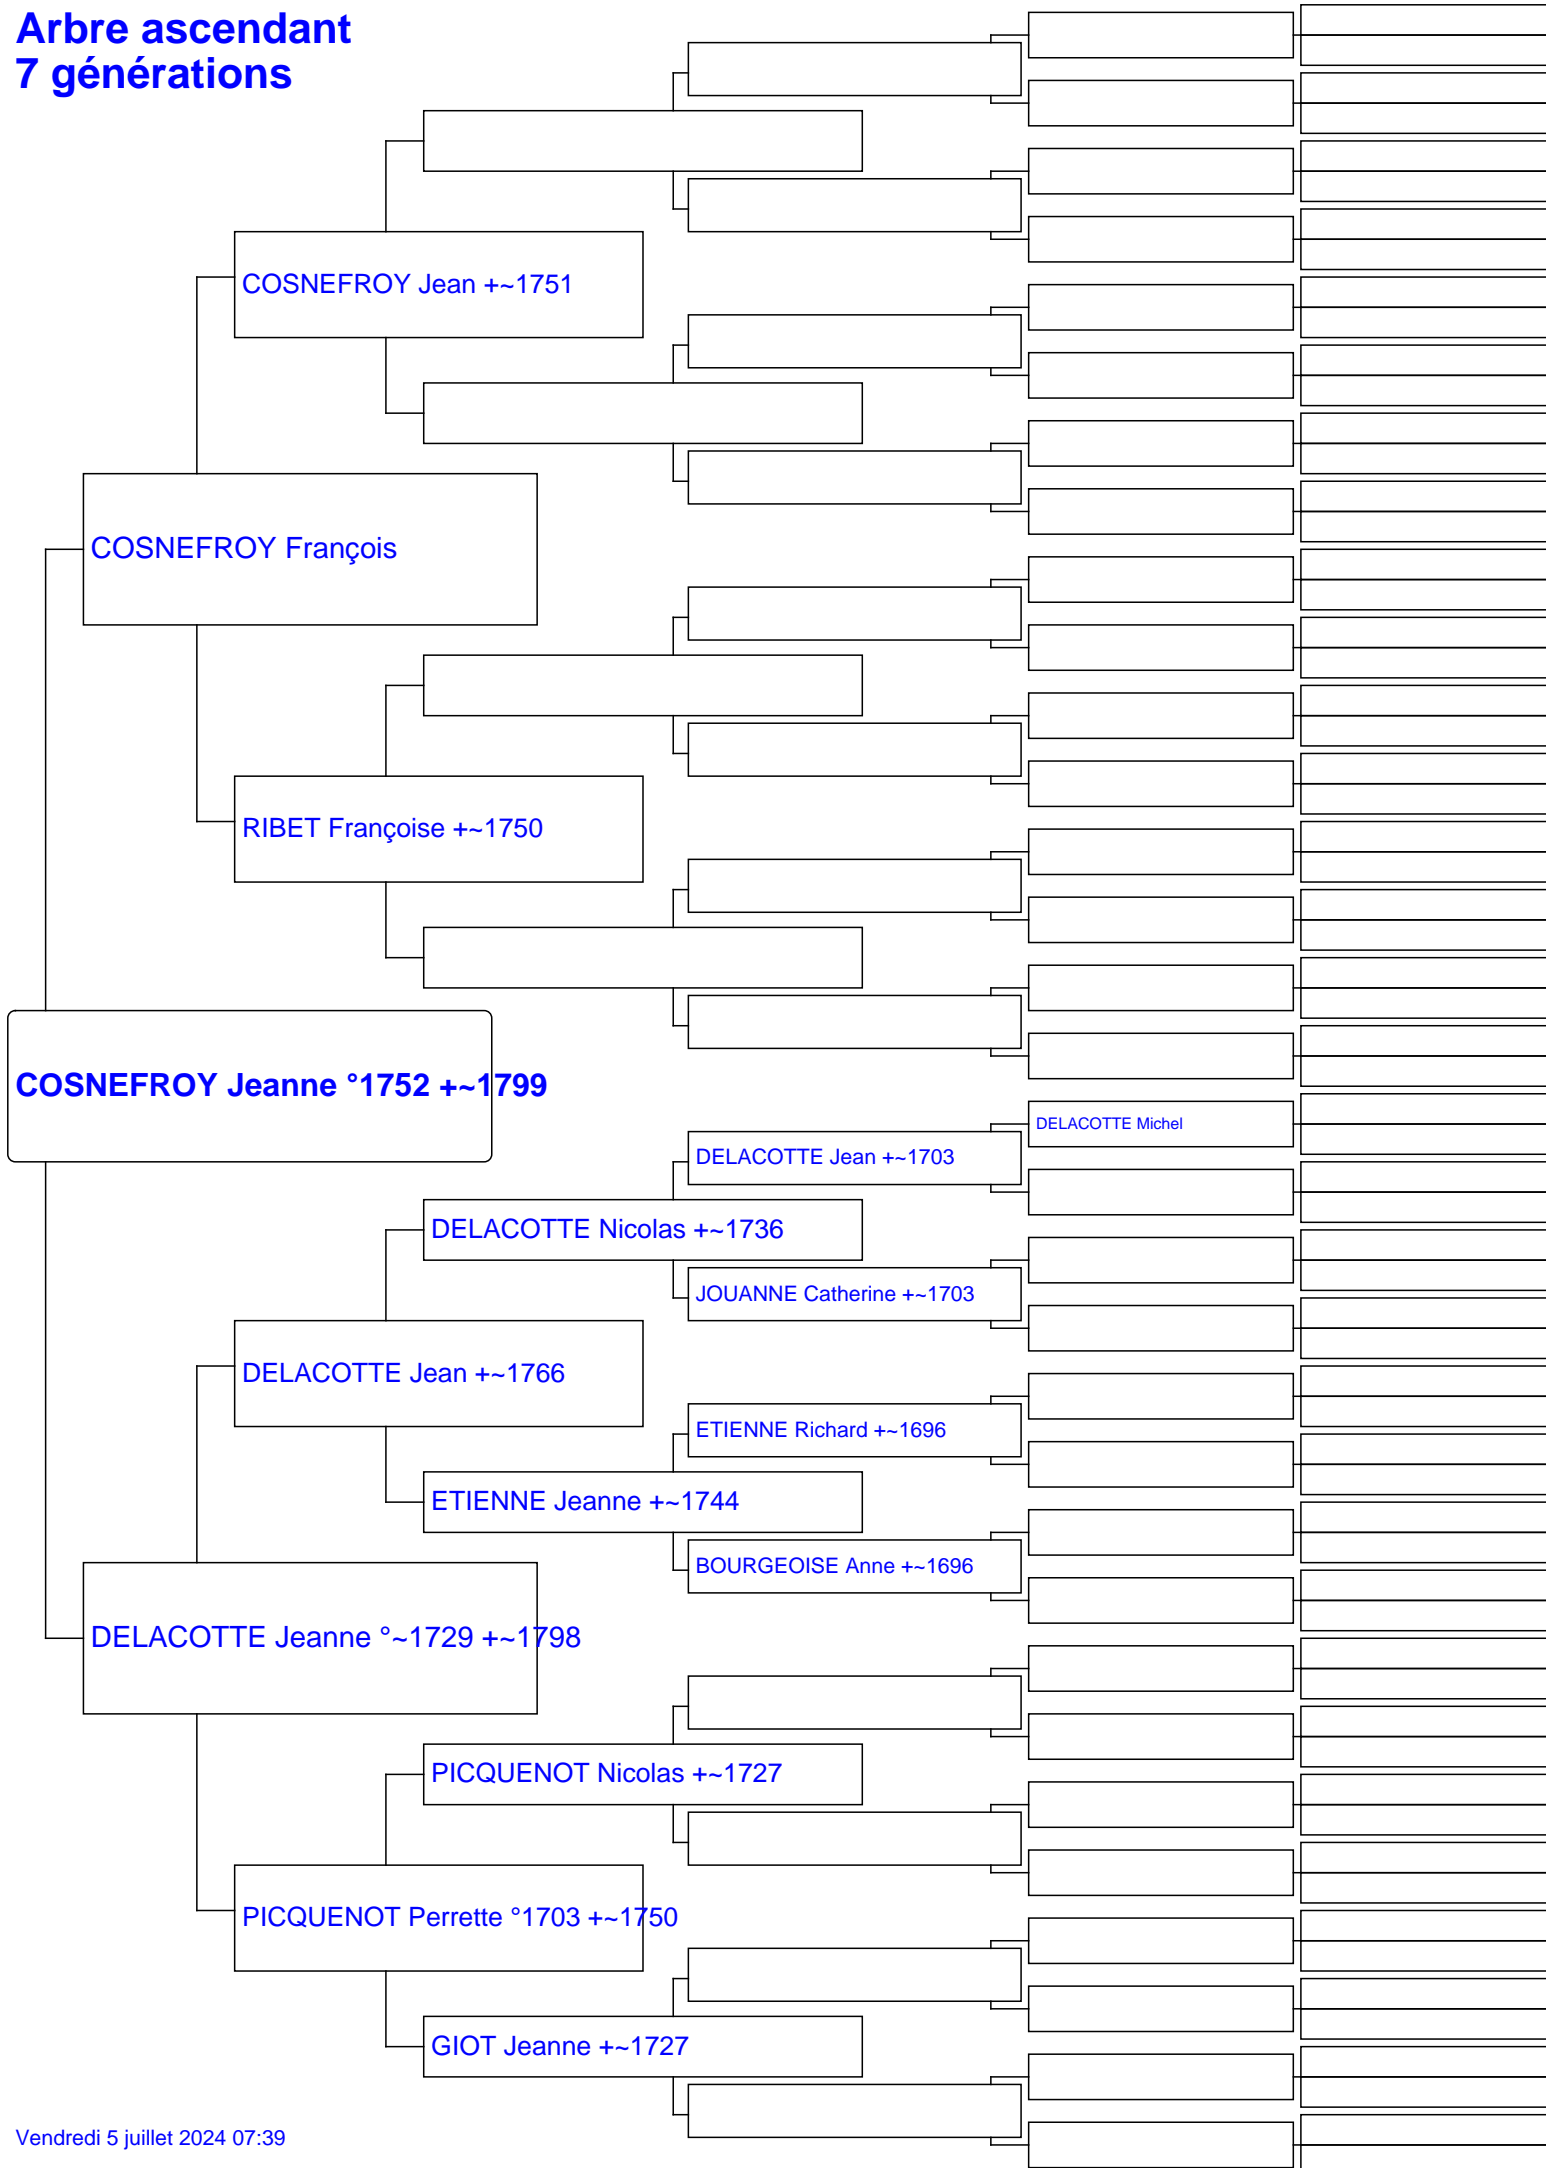 Arbre ascendant
7 générations
COSNEFROY Jean +~1751
COSNEFROY François
RIBET Françoise +~1750
COSNEFROY Jeanne °1752 +~1799
DELACOTTE Michel
DELACOTTE Jean +~1703
DELACOTTE Nicolas +~1736
JOUANNE Catherine +~1703
DELACOTTE Jean +~1766
ETIENNE Richard +~1696
ETIENNE Jeanne +~1744
BOURGEOISE Anne +~1696
DELACOTTE Jeanne °~1729 +~1798
PICQUENOT Nicolas +~1727
PICQUENOT Perrette °1703 +~1750
GIOT Jeanne +~1727
Vendredi 5 juillet 2024 07:39